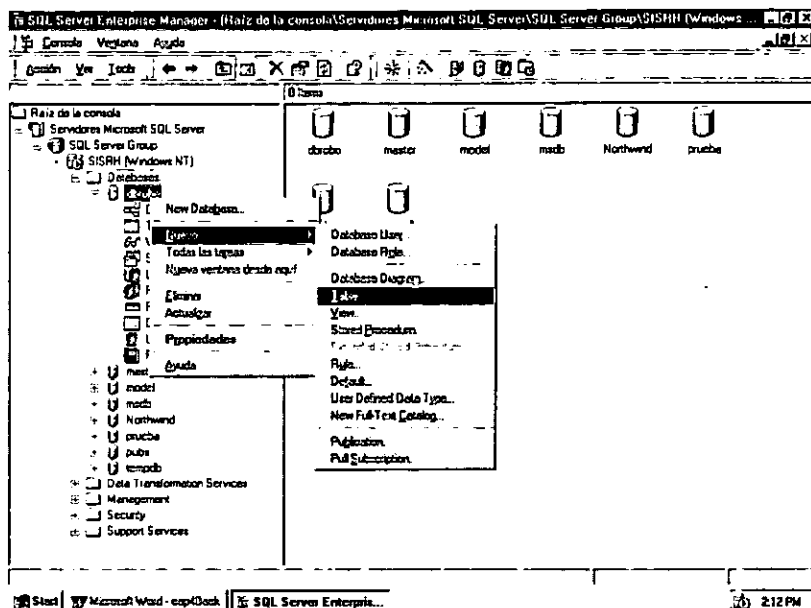 SQL Server Enterprise Manager - [Raíz de la consola\Servidores Microsoft SQL Server\SQL Server Group\SISRH (Windows ...
Consola Ventana Ayuda
Acción Ver Tools
0 Items
Raíz de la consola
Servidores Microsoft SQL Server
SQL Server Group
SISRH (Windows NT)
Databases
master
model
msdb
Northwind
prueba
pubs
tempdb
Data Transformation Services
Management
Security
Support Services
master
model
msdb
Northwind
prueba
New Database...
Nuevo
Todas las tareas
Nueva ventana desde aquí
Eliminar
Actualizar
Propiedades
Ayuda
Database User...
Database Role...
Database Diagram...
Table...
View...
Stored Procedure...
Rule...
Default...
User Defined Data Type...
New Full-Text Catalog...
Publication...
Pull Subscription...
Start
Microsoft Word - cap4Back
SQL Server Enterpris...
2:12 PM